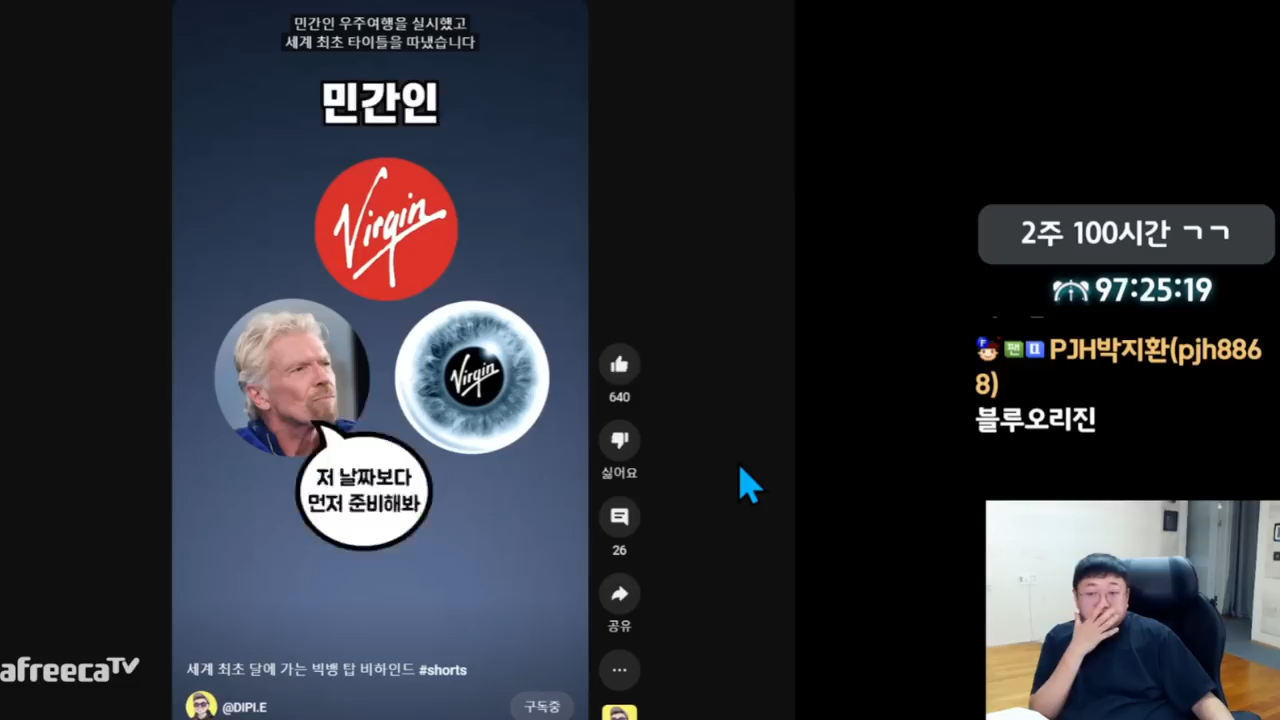 민간인 우주여행을 실시했고
세계 최초 타이틀을 따냈습니다
민간인
Virgin
Virgin
저 날짜보다
먼저 준비해봐
640
싫어요
26
공유
세계 최초 달에 가는 빅뱅 탑 비하인드 #shorts
@DIPI.E
구독중
afreecaTV
2주 100시간 ㄱㄱ
97:25:19
팬
PJH박지환(pjh886
8)
블루오리진